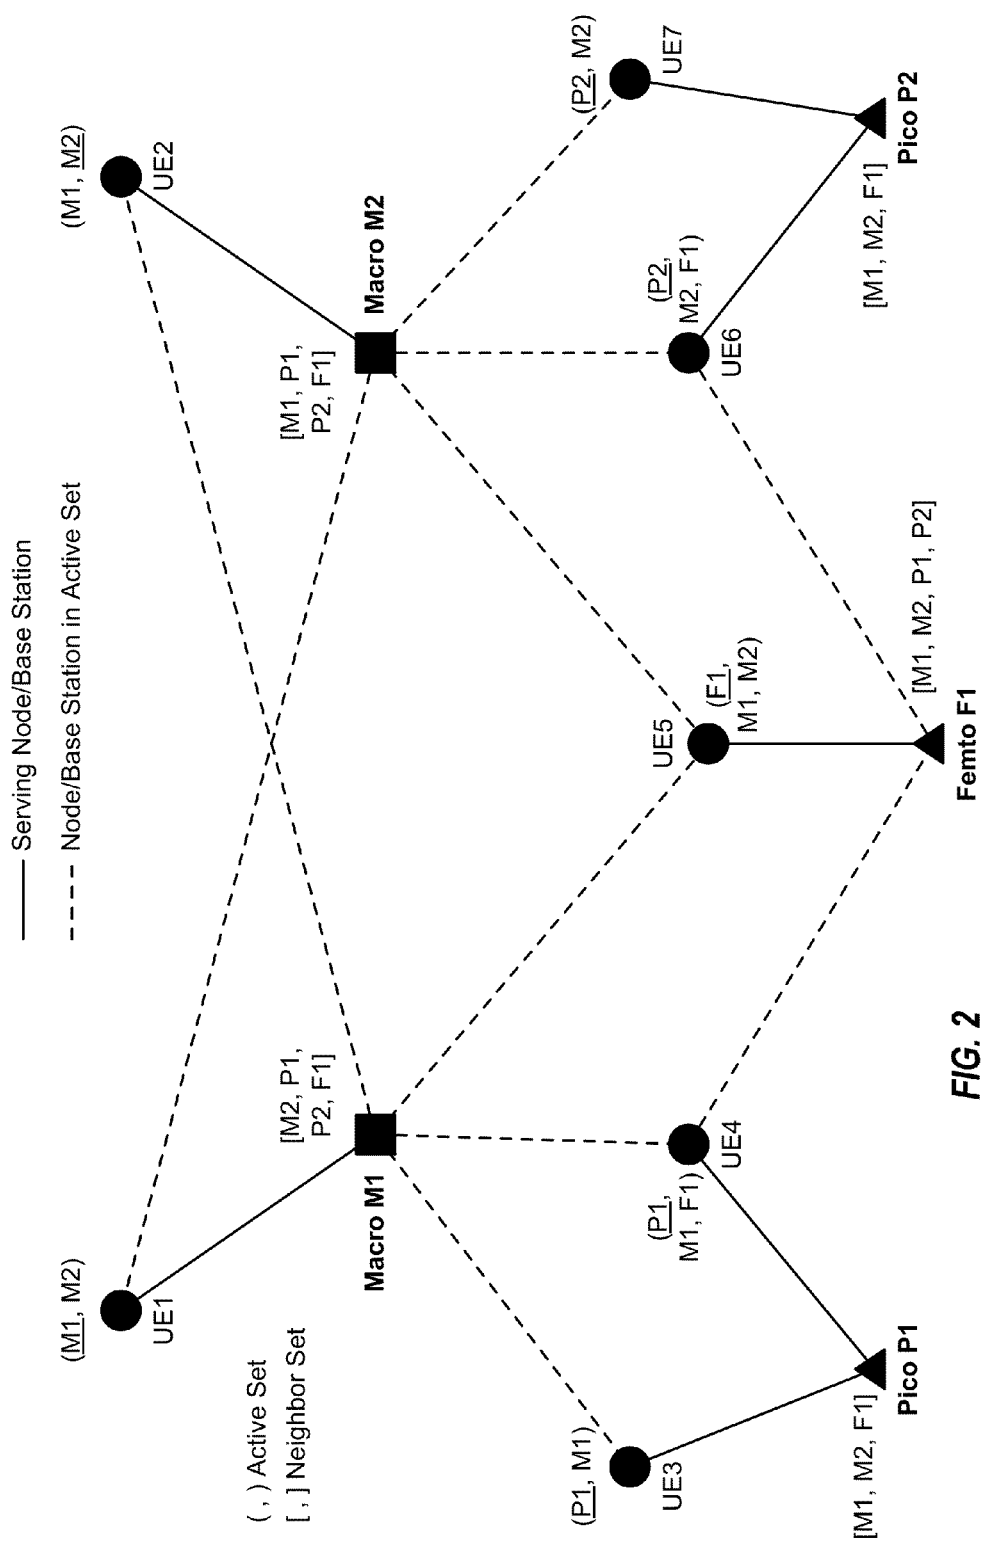 Serving Node/Base Station
Node/Base Station in Active Set
(M1, M2)
UE1
(M1, M2)
UE2
( , ) Active Set
[ , ] Neighbor Set
[M2, P1,
P2, F1]
Macro M1
[M1, P1,
P2, F1]
Macro M2
(P1, M1)
UE3
(P1,
M1, F1)
UE4
UE5
(F1,
M1, M2)
(P2,
M2, F1)
UE6
(P2, M2)
UE7
[M1, M2, F1]
Pico P1
[M1, M2, P1, P2]
Femto F1
[M1, M2, F1]
Pico P2
FIG. 2